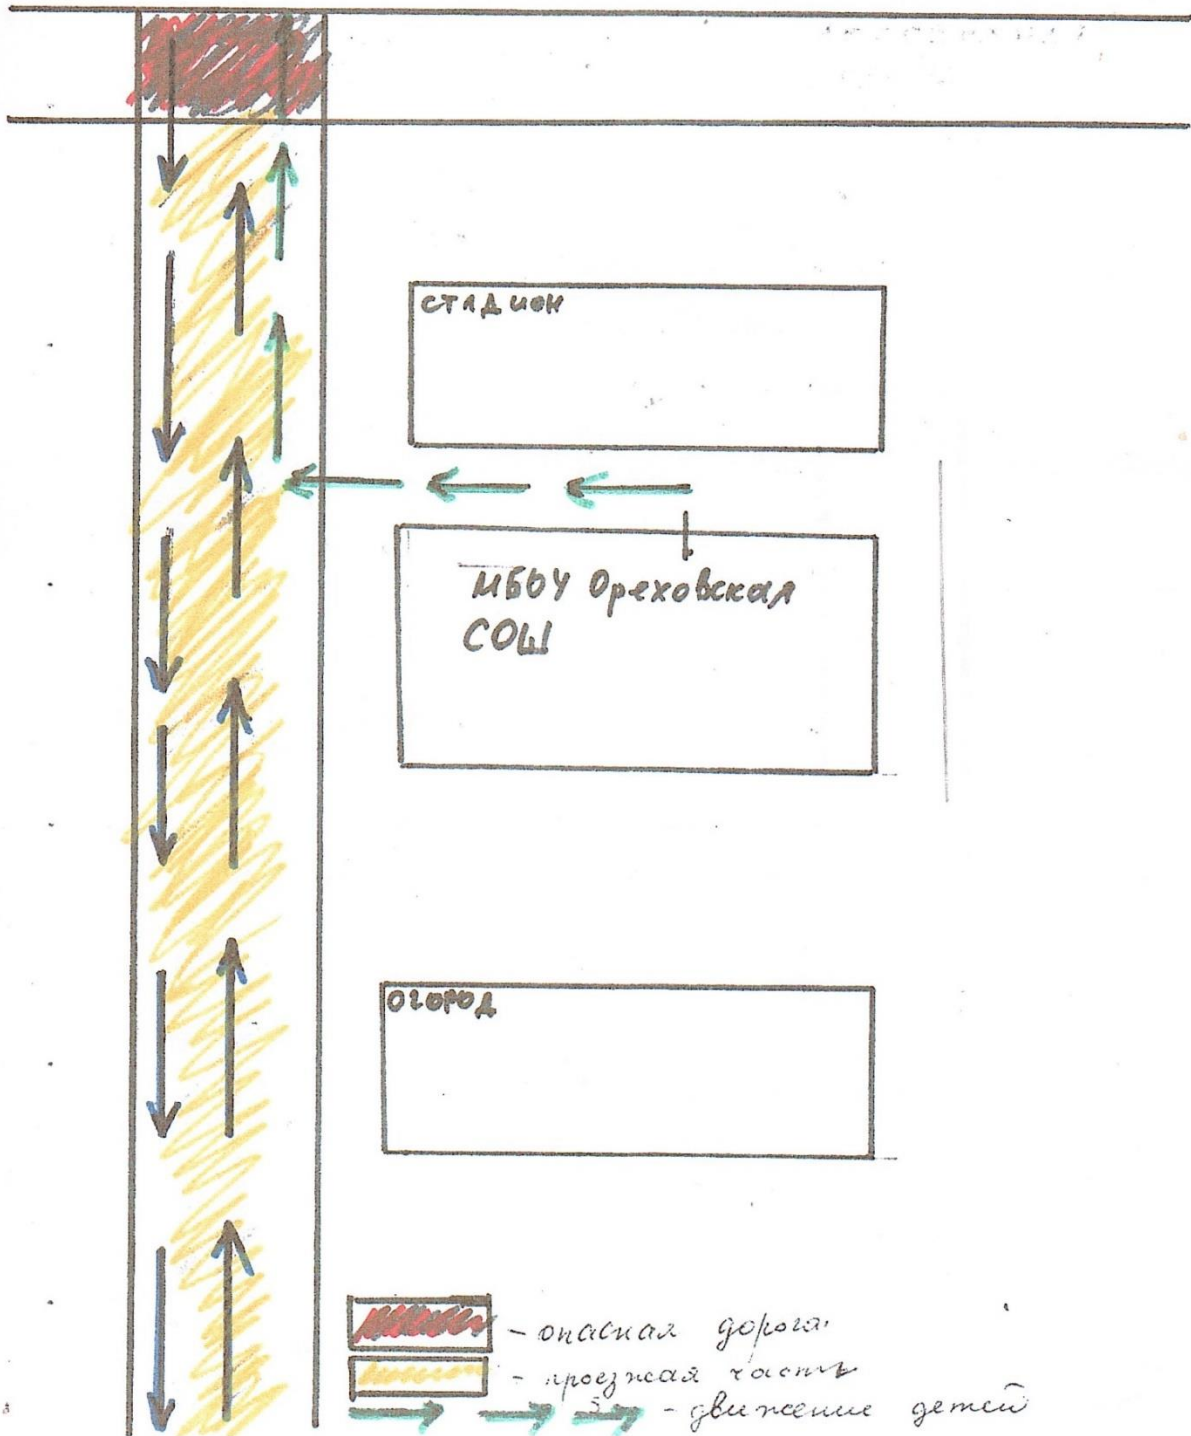 стадион
МБОУ Ореховская
СОШ
огород
- опасная дорога
- проезжая часть
- движение детей